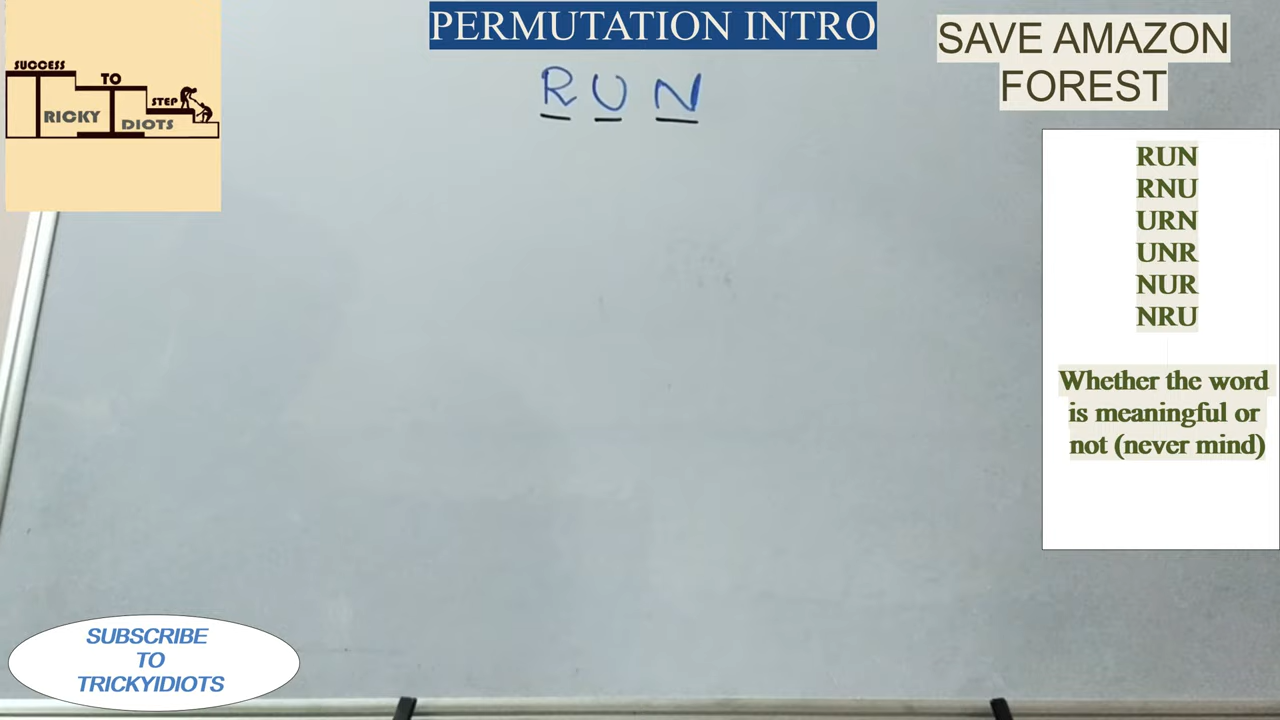 PERMUTATION INTRO
SAVE AMAZON
FOREST
SUCCESS
TO
STEP
RICKY
DIOTS
R U N
RUN
RNU
URN
UNR
NUR
NRU
Whether the word
is meaningful or
not (never mind)
SUBSCRIBE
TO
TRICKYIDIOTS